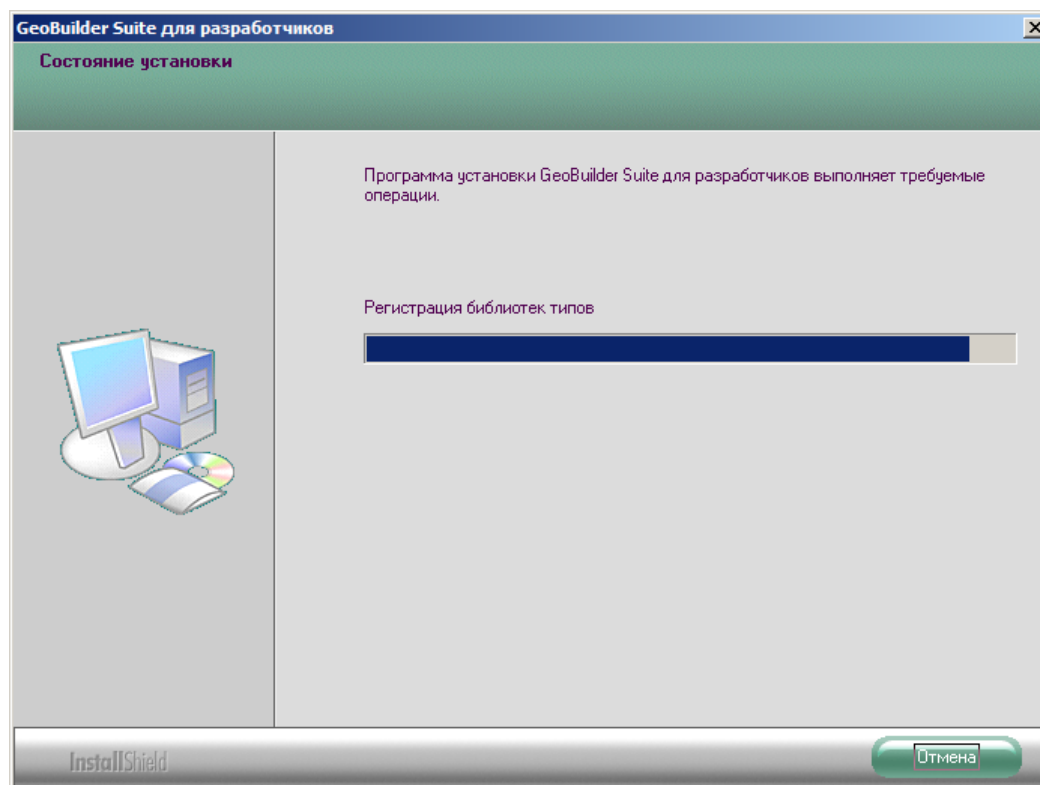 GeoBuilder Suite для разработчиков
Состояние установки
Программа установки GeoBuilder Suite для разработчиков выполняет требуемые
операции.
Регистрация библиотек типов
InstallShield
Отмена